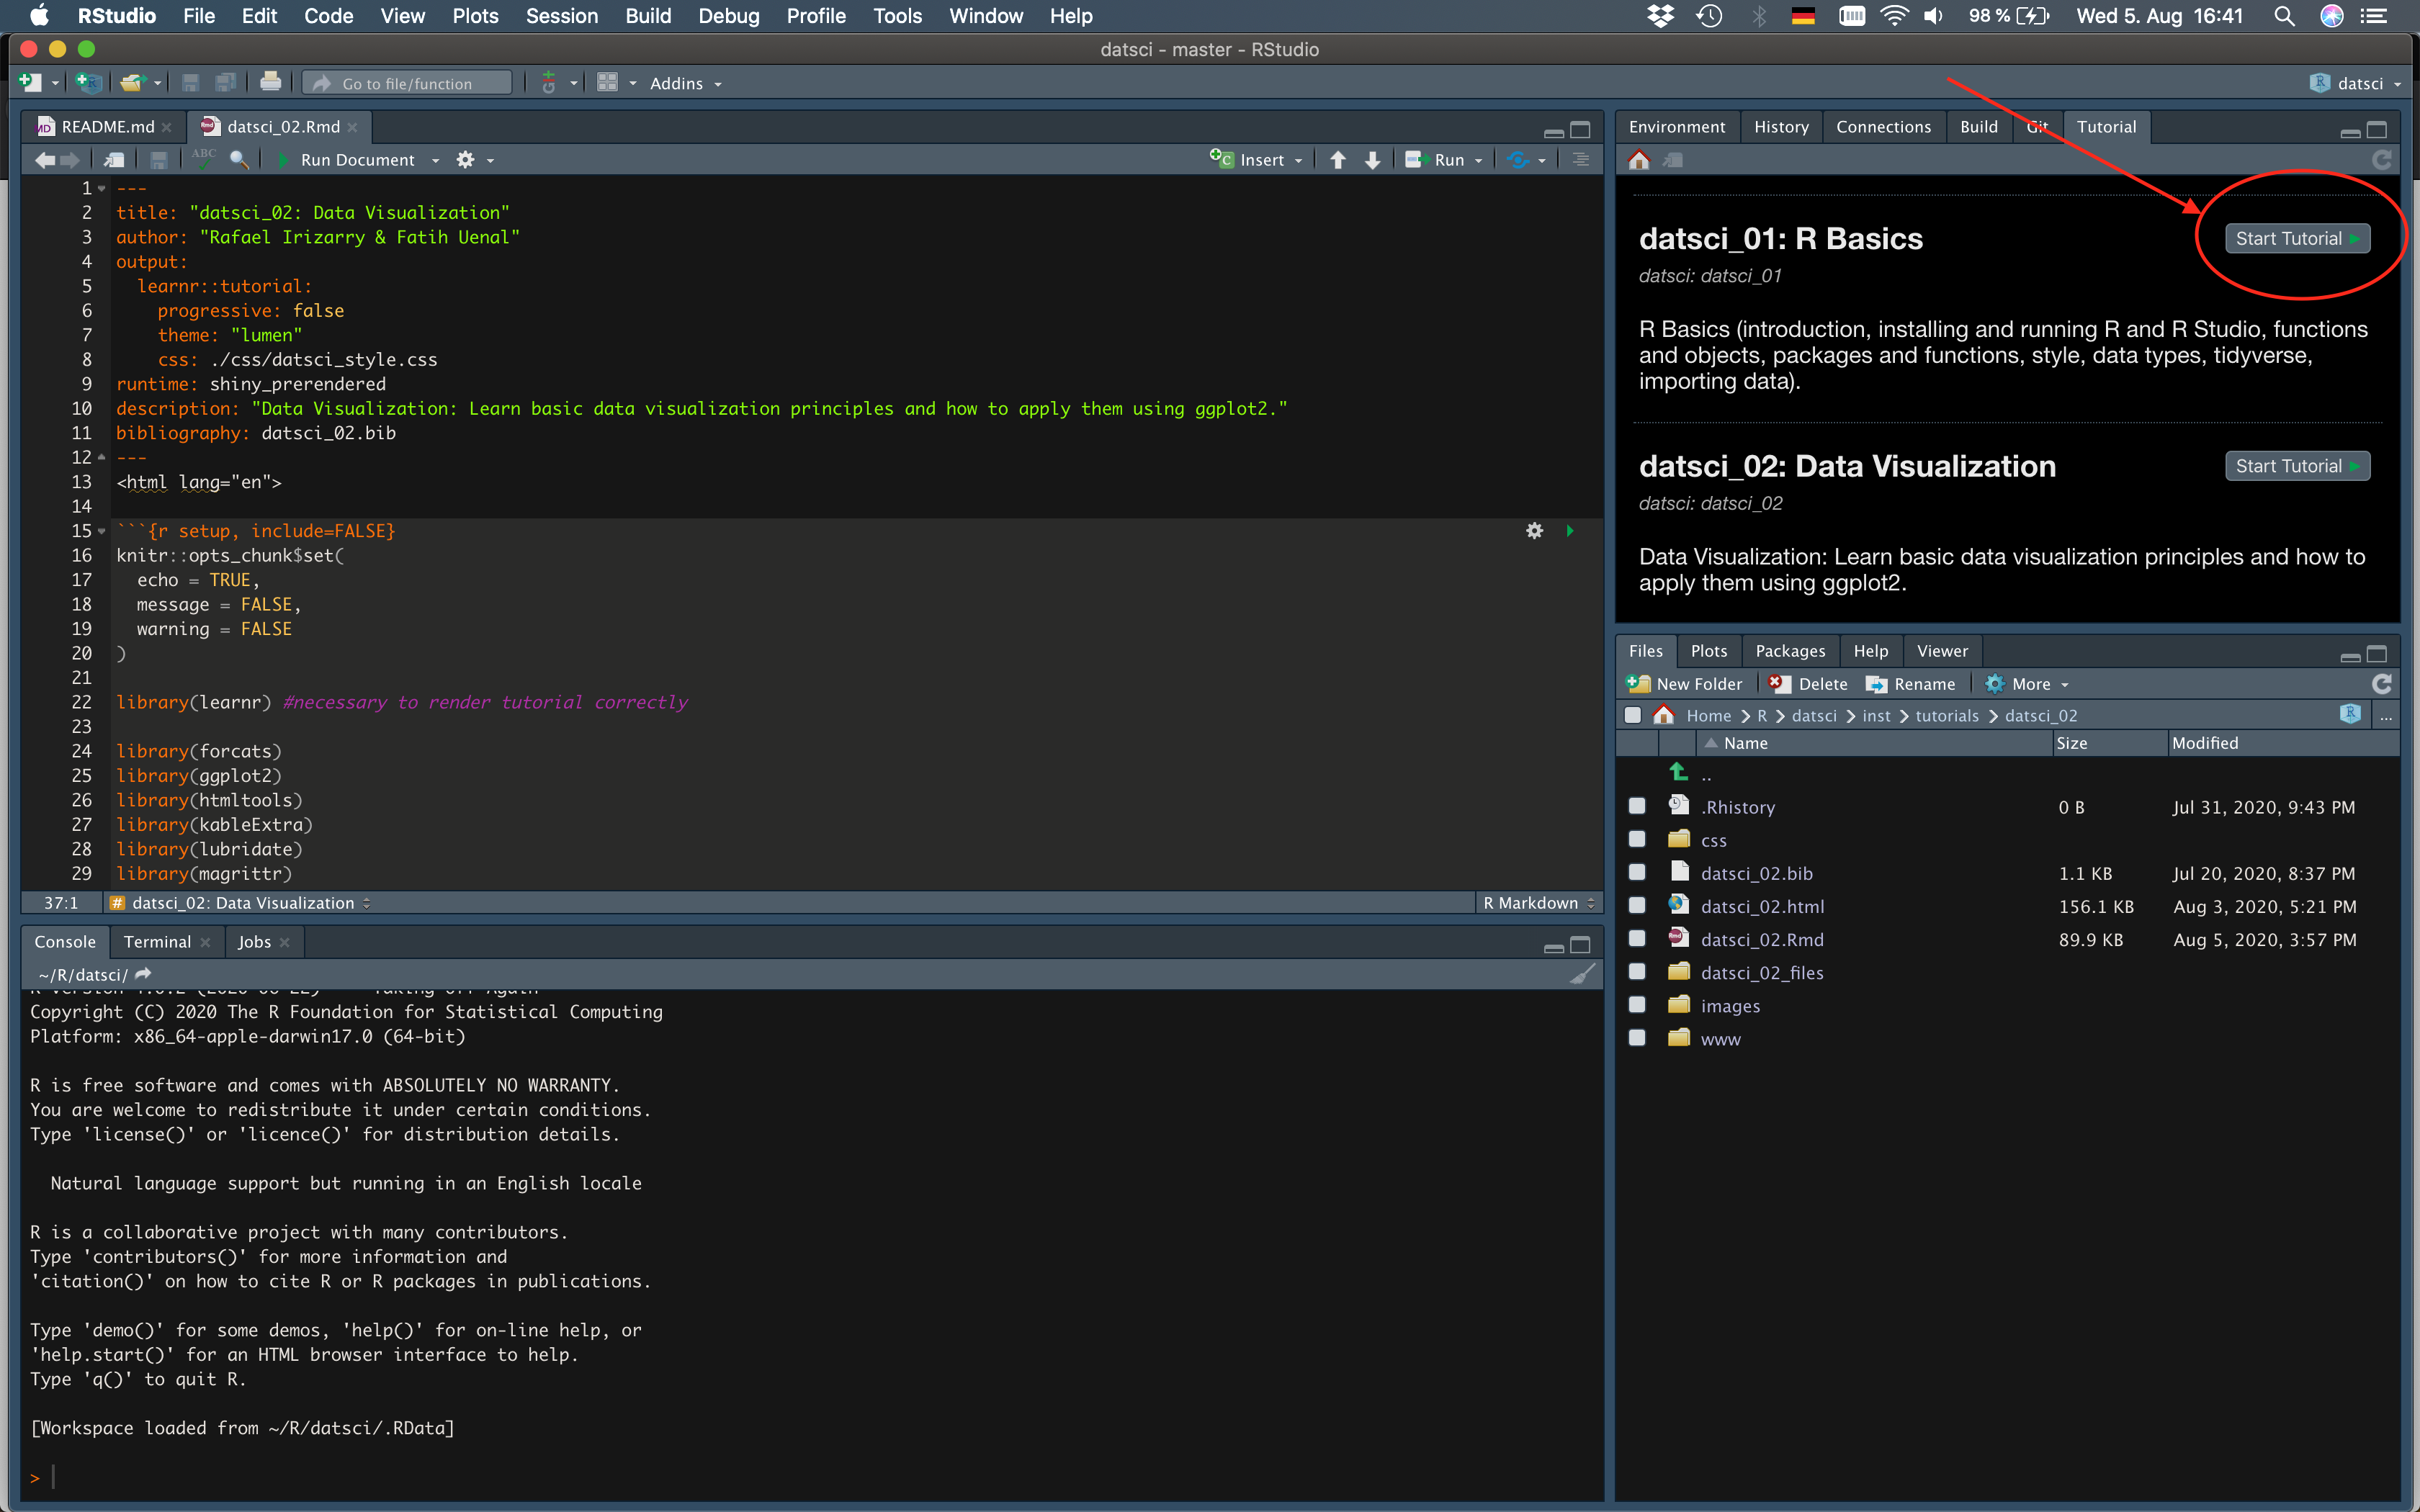 RStudio File Edit Code View Plots Session Build Debug Profile Tools Window Help 98 % Wed 5. Aug 16:41
datsci - master - RStudio
Go to file/function Addins datsci
README.md datsci_02.Rmd
ABC Run Document Insert Run
1 ---
2 title: "datsci_02: Data Visualization"
3 author: "Rafael Irizarry & Fatih Uenal"
4 output:
5 learnr::tutorial:
6 progressive: false
7 theme: "lumen"
8 css: ./css/datsci_style.css
9 runtime: shiny_prerendered
10 description: "Data Visualization: Learn basic data visualization principles and how to apply them using ggplot2."
11 bibliography: datsci_02.bib
12 ---
13 <html lang="en">
14
15 ```{r setup, include=FALSE}
16 knitr::opts_chunk$set(
17 echo = TRUE,
18 message = FALSE,
19 warning = FALSE
20 )
21
22 library(learnr) #necessary to render tutorial correctly
23
24 library(forcats)
25 library(ggplot2)
26 library(htmltools)
27 library(kableExtra)
28 library(lubridate)
29 library(magrittr)
37:1 # datsci_02: Data Visualization R Markdown
Console Terminal Jobs
~/R/datsci/
Copyright (C) 2020 The R Foundation for Statistical Computing
Platform: x86_64-apple-darwin17.0 (64-bit)
R is free software and comes with ABSOLUTELY NO WARRANTY.
You are welcome to redistribute it under certain conditions.
Type 'license()' or 'licence()' for distribution details.
Natural language support but running in an English locale
R is a collaborative project with many contributors.
Type 'contributors()' for more information and
'citation()' on how to cite R or R packages in publications.
Type 'demo()' for some demos, 'help()' for on-line help, or
'help.start()' for an HTML browser interface to help.
Type 'q()' to quit R.
[Workspace loaded from ~/R/datsci/.RData]
>
Environment History Connections Build Git Tutorial
datsci_01: R Basics Start Tutorial
datsci: datsci_01
R Basics (introduction, installing and running R and R Studio, functions
and objects, packages and functions, style, data types, tidyverse,
importing data).
datsci_02: Data Visualization Start Tutorial
datsci: datsci_02
Data Visualization: Learn basic data visualization principles and how to
apply them using ggplot2.
Files Plots Packages Help Viewer
New Folder Delete Rename More
Home R datsci inst tutorials datsci_02 ...
Name Size Modified
..
.Rhistory 0 B Jul 31, 2020, 9:43 PM
css
datsci_02.bib 1.1 KB Jul 20, 2020, 8:37 PM
datsci_02.html 156.1 KB Aug 3, 2020, 5:21 PM
datsci_02.Rmd 89.9 KB Aug 5, 2020, 3:57 PM
datsci_02_files
images
www